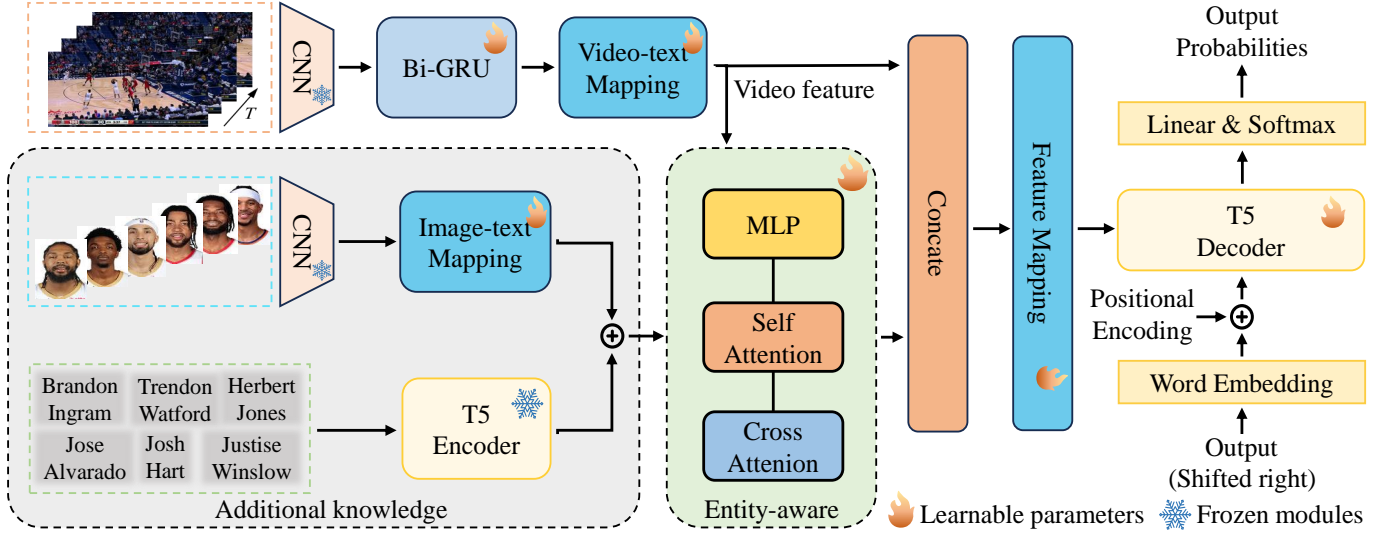 CNN
T
Bi-GRU
Video-text
Mapping
Video feature
CNN
Image-text
Mapping
Brandon
Ingram
Trendon
Watford
Herbert
Jones
Jose
Alvarado
Josh
Hart
Justise
Winslow
T5
Encoder
Additional knowledge
MLP
Self
Attention
Cross
Attenion
Entity-aware
Concate
Feature Mapping
Output
Probabilities
Linear & Softmax
T5
Decoder
Positional
Encoding
Word Embedding
Output
(Shifted right)
Learnable parameters
Frozen modules